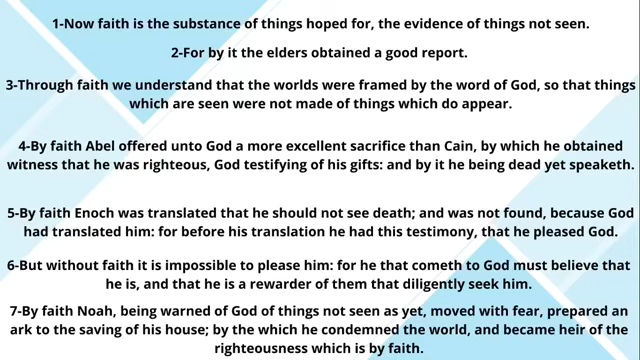 1-Now faith is the substance of things hoped for, the evidence of things not seen.
2-For by it the elders obtained a good report.
3-Through faith we understand that the worlds were framed by the word of God, so that things
which are seen were not made of things which do appear.
4-By faith Abel offered unto God a more excellent sacrifice than Cain, by which he obtained
witness that he was righteous, God testifying of his gifts: and by it he being dead yet speaketh.
5-By faith Enoch was translated that he should not see death; and was not found, because God
had translated him: for before his translation he had this testimony, that he pleased God.
6-But without faith it is impossible to please him: for he that cometh to God must believe that
he is, and that he is a rewarder of them that diligently seek him.
7-By faith Noah, being warned of God of things not seen as yet, moved with fear, prepared an
ark to the saving of his house; by the which he condemned the world, and became heir of the
righteousness which is by faith.